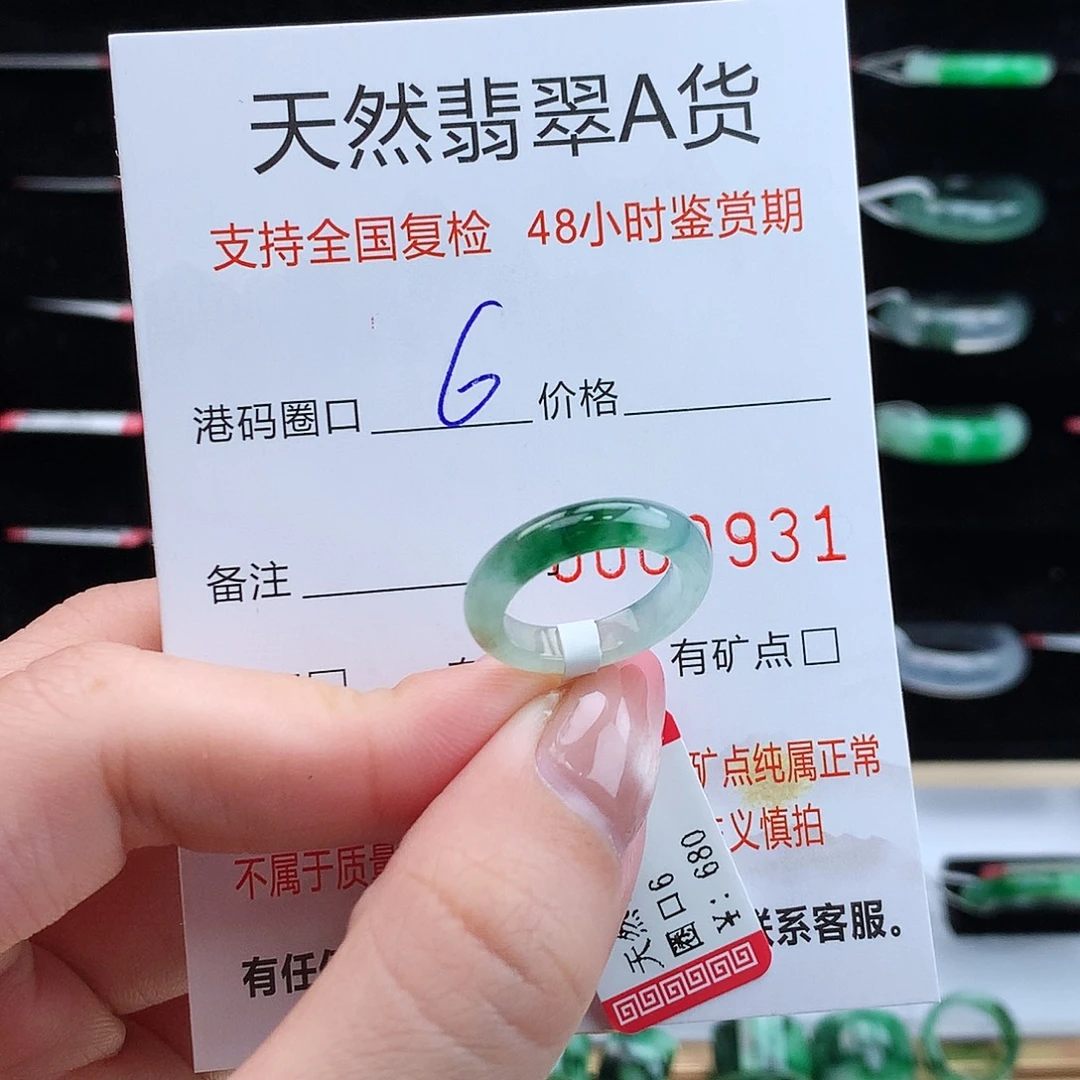 天然翡翠A货
支持全国复检 48小时鉴赏期
港码圈口 6 价格
931
备注
有矿点□
矿点纯属正常
义慎拍
不属于质量
系客服。
有任
天然
圈口6
: 680